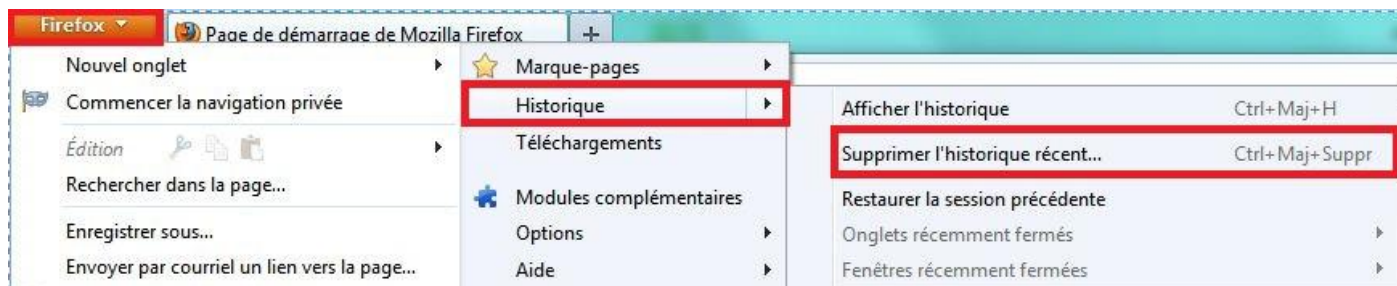 Firefox
Page de démarrage de Mozilla Firefox
+
Nouvel onglet
Commencer la navigation privée
Édition
Rechercher dans la page...
Enregistrer sous...
Envoyer par courriel un lien vers la page...
Marque-pages
Historique
Téléchargements
Modules complémentaires
Options
Aide
Afficher l'historique Ctrl+Maj+H
Supprimer l'historique récent... Ctrl+Maj+Suppr
Restaurer la session précédente
Onglets récemment fermés
Fenêtres récemment fermées